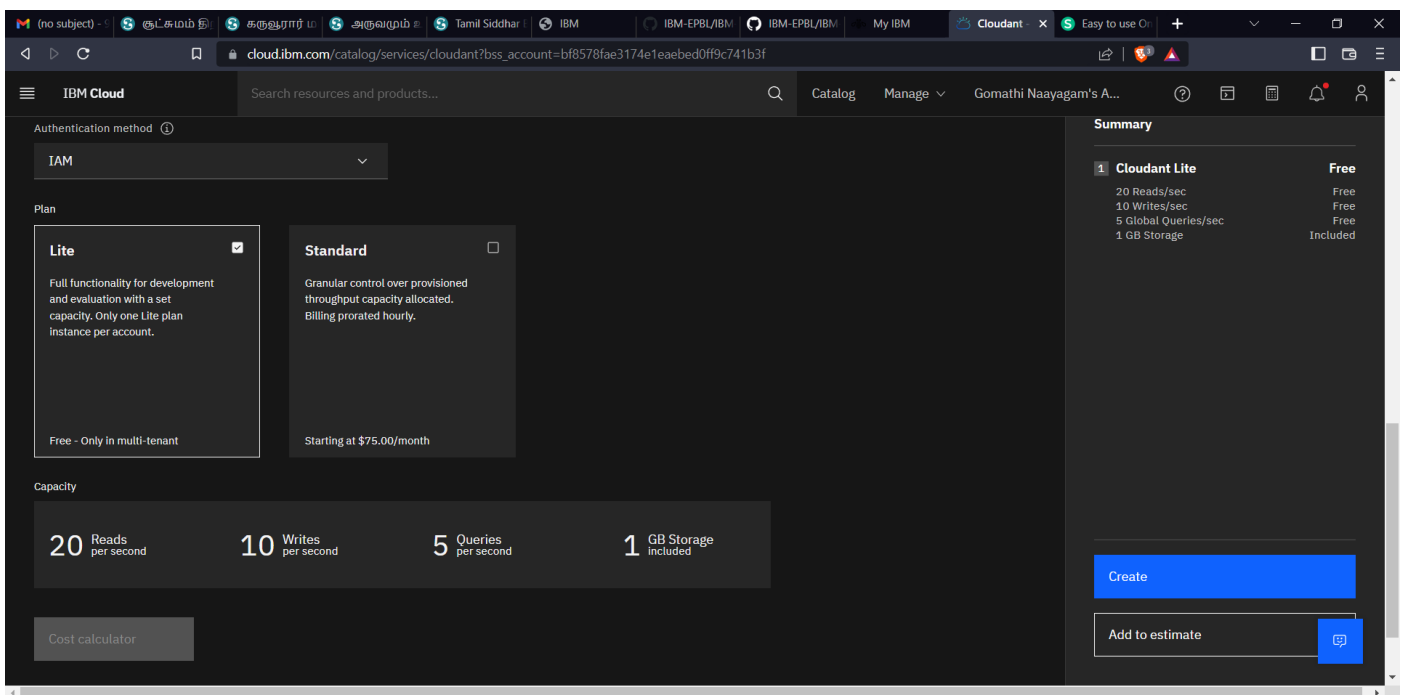 (no subject) - 9
சூட்சுமம் தி
கருவூரார் ம
அருவமும் உ
Tamil Siddhar
IBM
IBM-EPBL/IBM
IBM-EPBL/IBM
My IBM
Cloudant -
Easy to use On
cloud.ibm.com/catalog/services/cloudant?bss_account=bf8578fae3174e1eaebed0ff9c741b3f
IBM Cloud
Search resources and products...
Catalog
Manage
Gomathi Naayagam's A...
Authentication method
IAM
Plan
Lite
Full functionality for development
and evaluation with a set
capacity. Only one Lite plan
instance per account.
Free - Only in multi-tenant
Standard
Granular control over provisioned
throughput capacity allocated.
Billing prorated hourly.
Starting at $75.00/month
Capacity
20 Reads per second
10 Writes per second
5 Queries per second
1 GB Storage included
Cost calculator
Summary
1 Cloudant Lite Free
20 Reads/sec Free
10 Writes/sec Free
5 Global Queries/sec Free
1 GB Storage Included
Create
Add to estimate